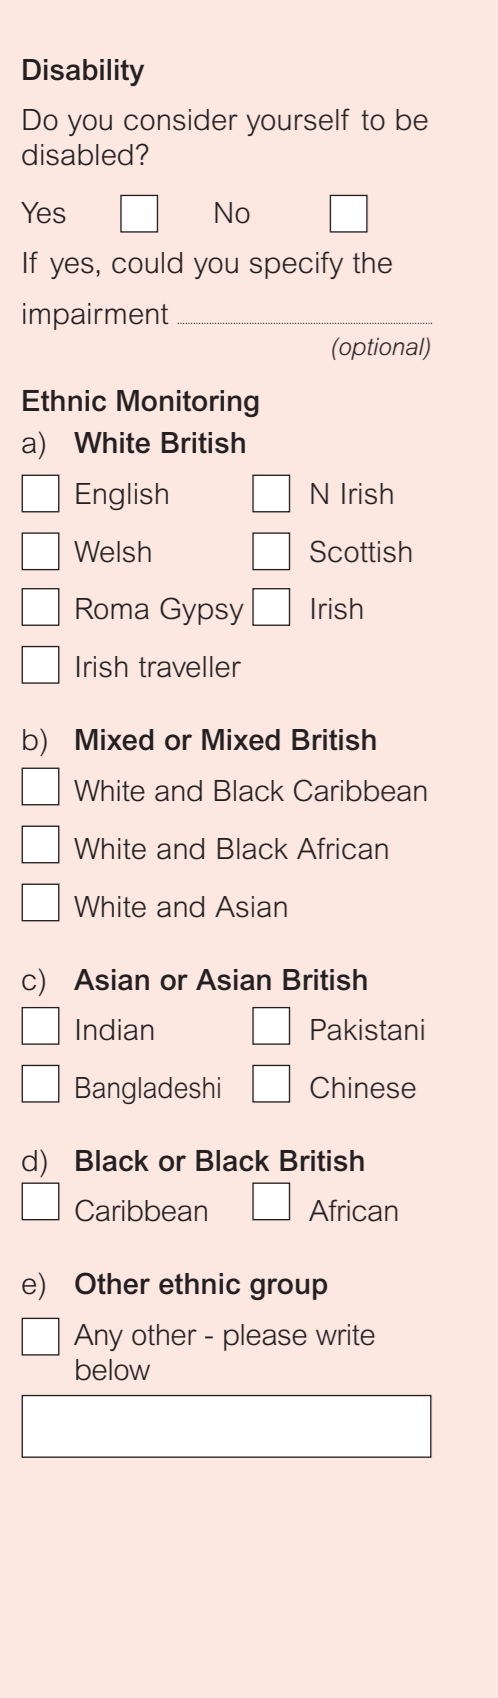 Disability
Do you consider yourself to be
disabled?
Yes No
If yes, could you specify the
impairment
(optional)
Ethnic Monitoring
a) White British
English N Irish
Welsh Scottish
Roma Gypsy Irish
Irish traveller
b) Mixed or Mixed British
White and Black Caribbean
White and Black African
White and Asian
c) Asian or Asian British
Indian Pakistani
Bangladeshi Chinese
d) Black or Black British
Caribbean African
e) Other ethnic group
Any other - please write
below